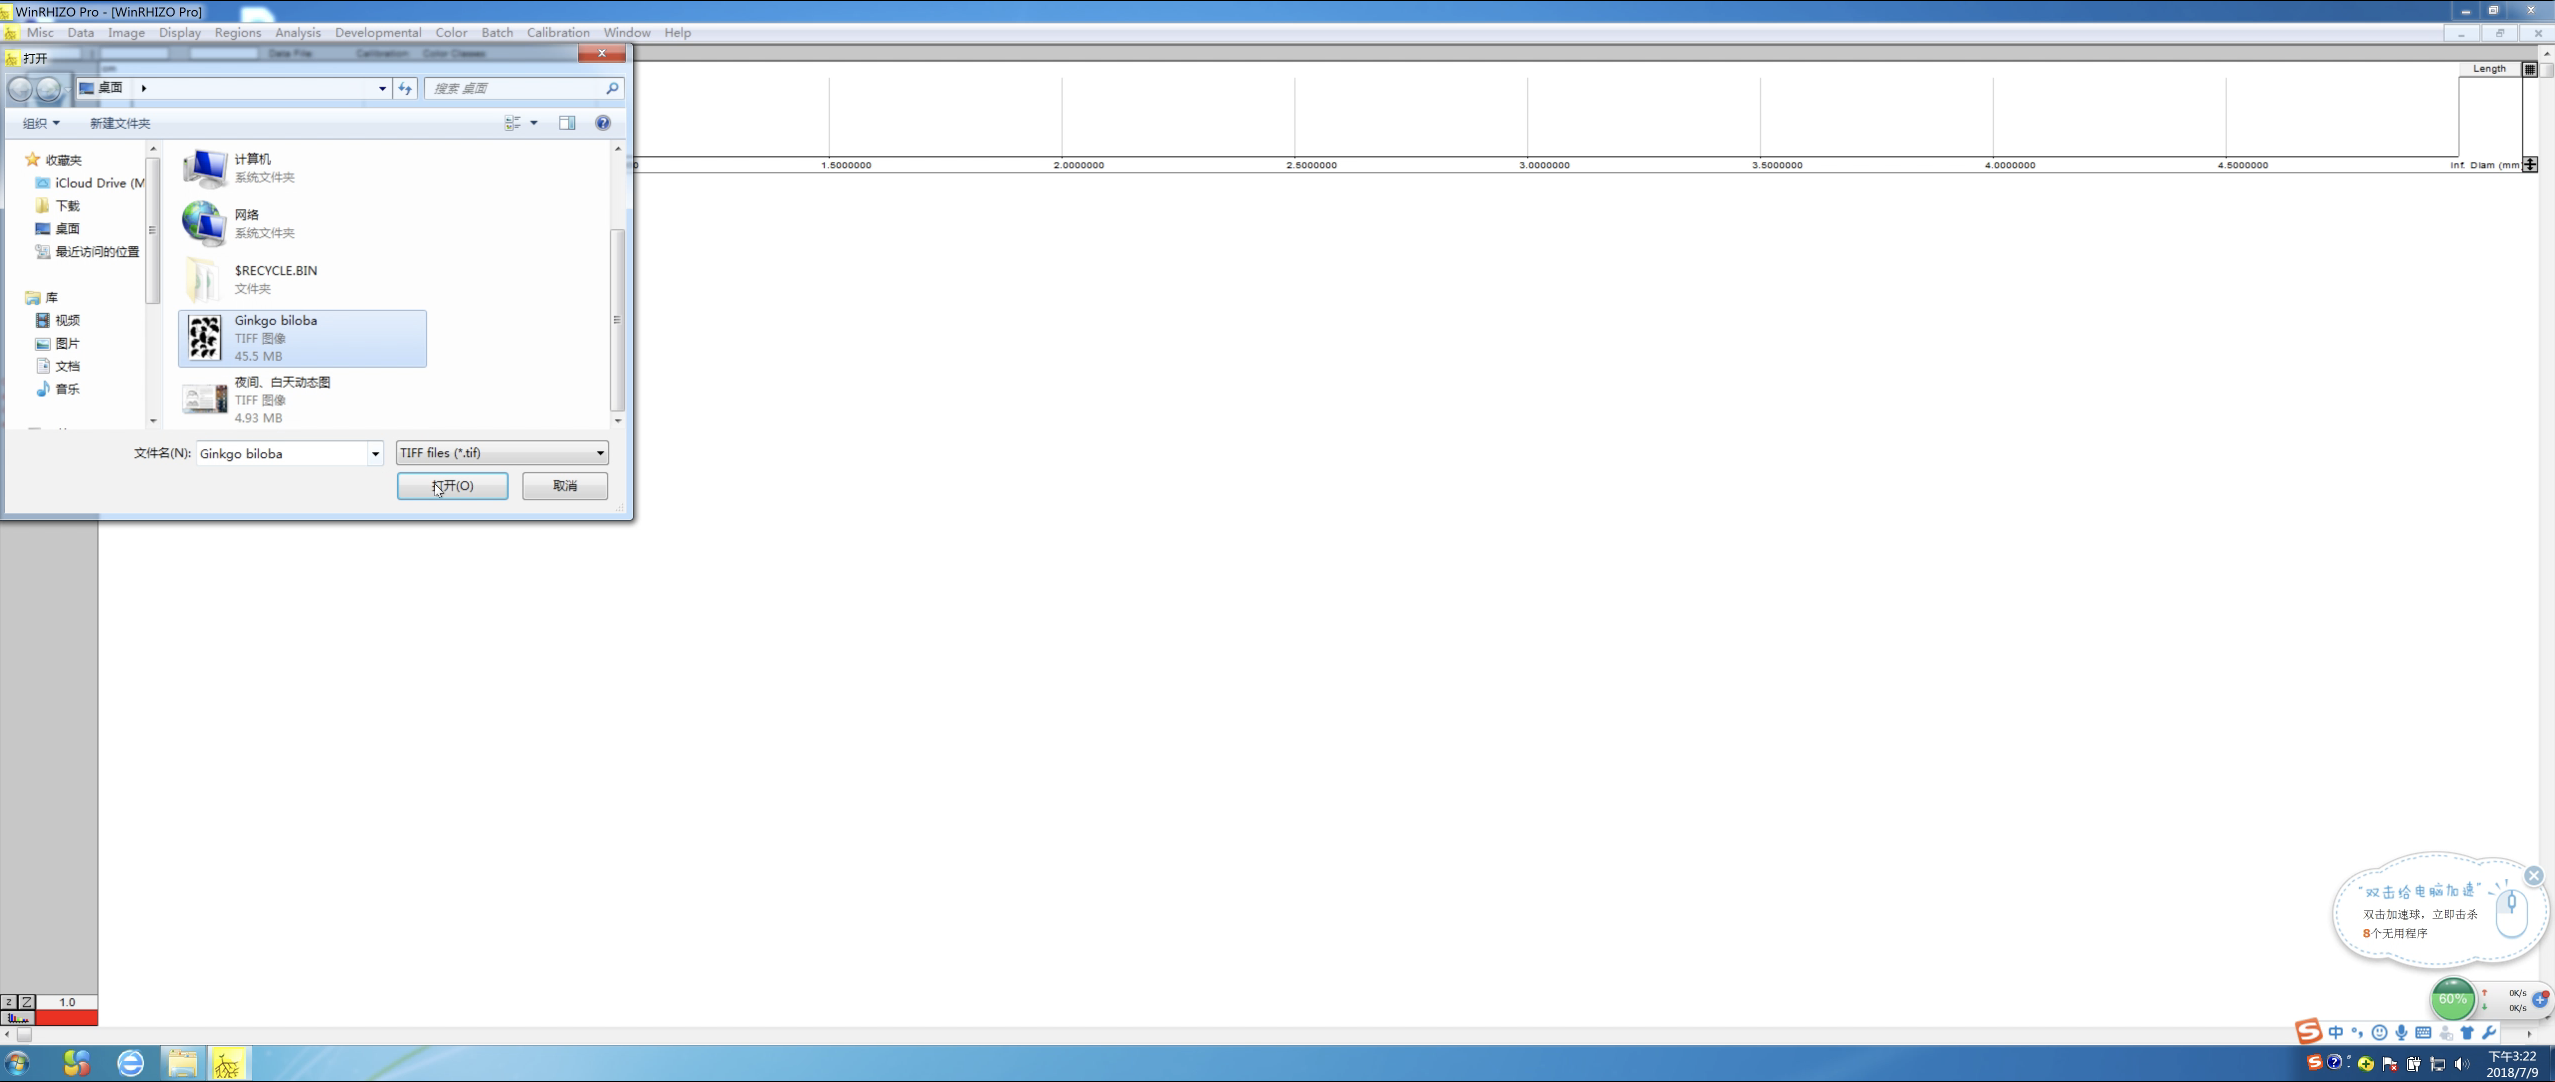 WinRHIZO Pro - [WinRHIZO Pro]
Misc Data Image Display Regions Analysis Developmental Color Batch Calibration Window Help
打开
Data File Calibration Color Classes
cm
桌面
搜索 桌面
组织 新建文件夹
收藏夹
iCloud Drive (M
下载
桌面
最近访问的位置
库
视频
图片
文档
音乐
计算机
系统文件夹
网络
系统文件夹
$RECYCLE.BIN
文件夹
Ginkgo biloba
TIFF 图像
45.5 MB
夜间、白天动态图
TIFF 图像
4.93 MB
文件名(N): Ginkgo biloba TIFF files (*.tif)
打开(O) 取消
Length
1.5000000 2.0000000 2.5000000 3.0000000 3.5000000 4.0000000 4.5000000 Inf. Diam (mm
“双击给电脑加速”
双击加速球，立即击杀
8个无用程序
60%
0K/s
0K/s
z Z 1.0
中
下午3:22
2018/7/9